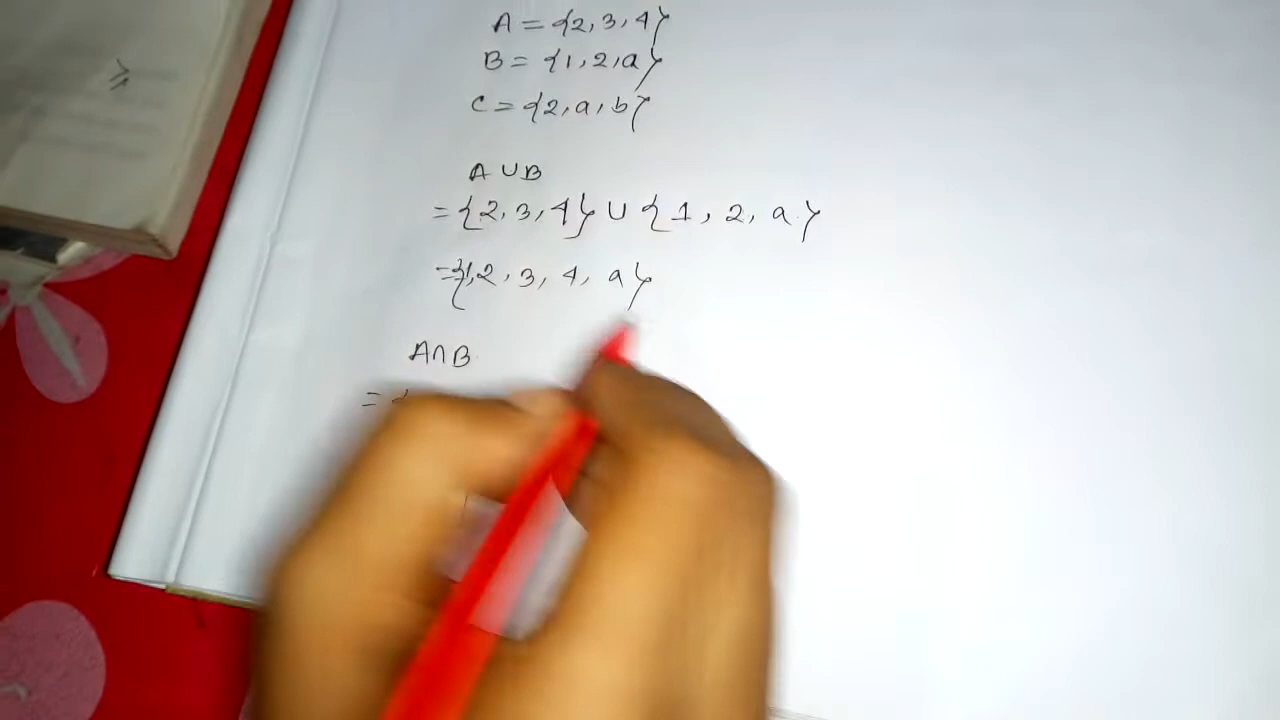 A = {2, 3, 4}
B = {1, 2, a}
C = {2, a, b}
A ∪ B
= {2, 3, 4} ∪ {1, 2, a}
= {1, 2, 3, 4, a}
A ∩ B
= {